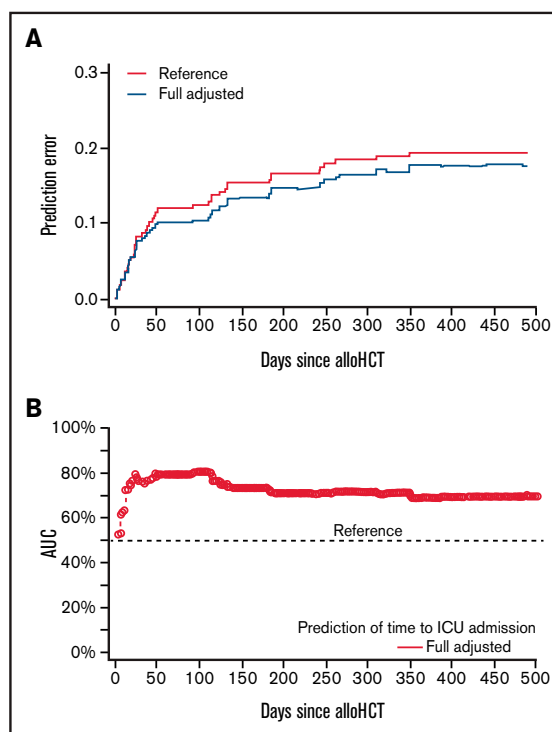 A
0.3
Reference
Full adjusted
0.2
0.1
0.0
Prediction error
0 50 100 150 200 250 300 350 400 450 500
Days since alloHCT
B
100%
80%
60%
40%
20%
0%
AUC
Reference
Prediction of time to ICU admission
Full adjusted
0 50 100 150 200 250 300 350 400 450 500
Days since alloHCT